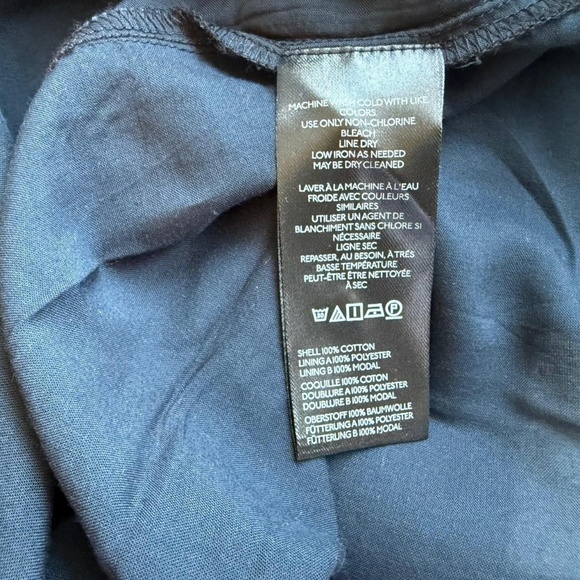 MACHINE WASH COLD WITH LIKE
COLORS
USE ONLY NON-CHLORINE
BLEACH
LINE DRY
LOW IRON AS NEEDED
MAY BE DRY CLEANED
LAVER À LA MACHINE À L'EAU
FROIDE AVEC COULEURS
SIMILAIRES
UTILISER UN AGENT DE
BLANCHIMENT SANS CHLORE SI
NÉCESSAIRE
LIGNE SEC
REPASSER, AU BESOIN, À TRÉS
BASSE TEMPÉRATURE
PEUT-ÊTRE ÊTRE NETTOYÉE
À SEC
P
SHELL 100% COTTON
LINING A 100% POLYESTER
LINING B 100% MODAL
COQUILLE 100% COTON
DOUBLURE A 100% POLYESTER
DOUBLURE B 100% MODAL
OBERSTOFF 100% BAUMWOLLE
FÜTTERUNG A 100% POLYESTER
FÜTTERUNG B 100% MODAL